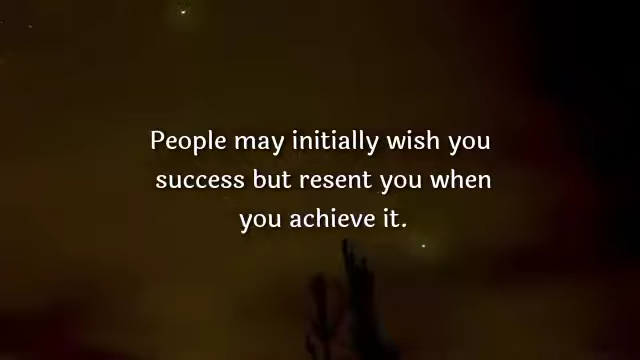 People may initially wish you
success but resent you when
you achieve it.